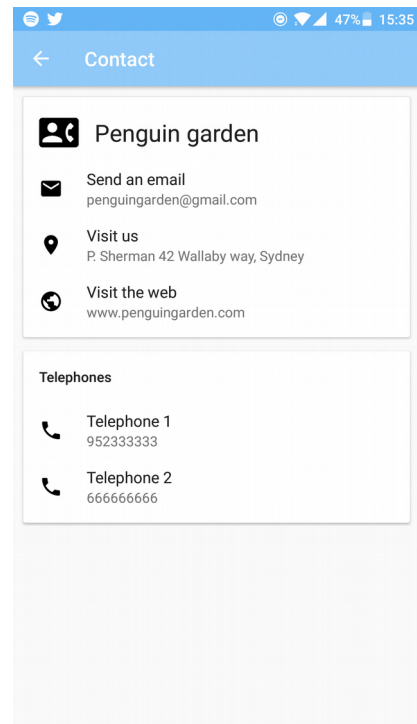 47% 15:35
Contact
Penguin garden
Send an email
penguingarden@gmail.com
Visit us
P. Sherman 42 Wallaby way, Sydney
Visit the web
www.penguingarden.com
Telephones
Telephone 1
952333333
Telephone 2
666666666